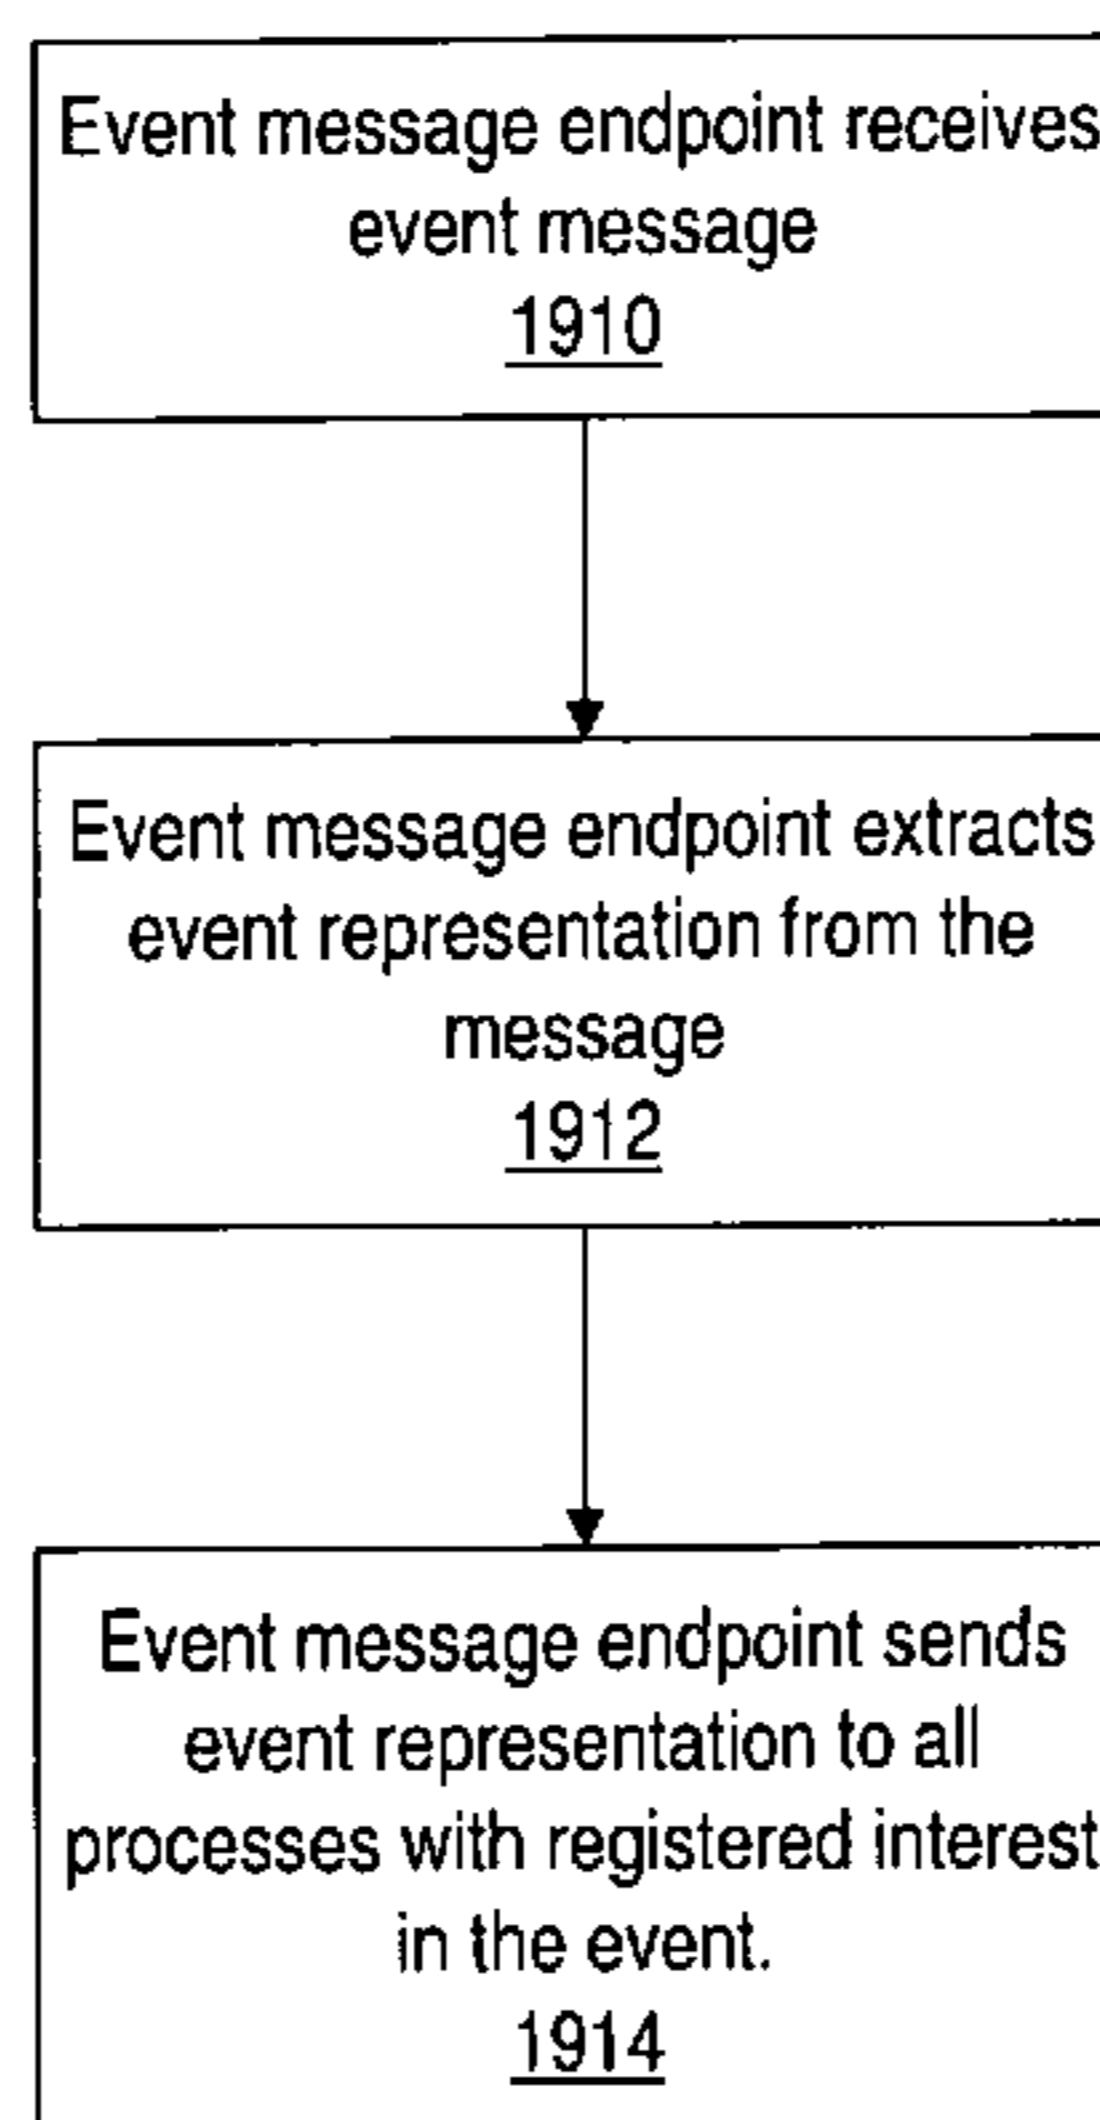 Event message endpoint receives
event message
1910
Event message endpoint extracts
event representation from the
message
1912
Event message endpoint sends
event representation to all
processes with registered interest
in the event.
1914